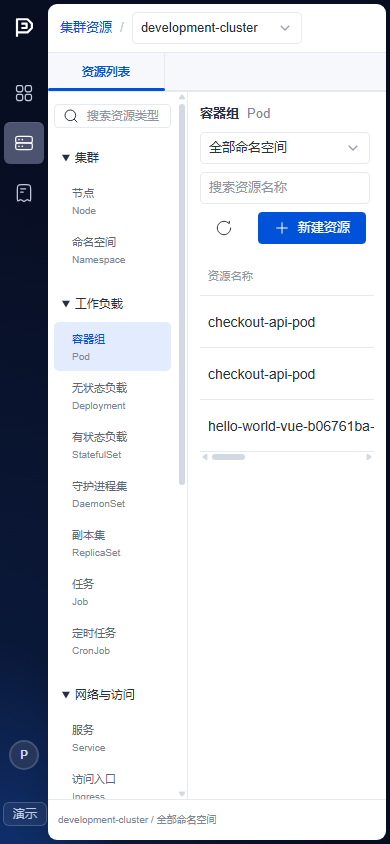 集群资源 / development-cluster
资源列表
搜索资源类型
集群
节点
Node
命名空间
Namespace
工作负载
容器组
Pod
无状态负载
Deployment
有状态负载
StatefulSet
守护进程集
DaemonSet
副本集
ReplicaSet
任务
Job
定时任务
CronJob
网络与访问
服务
Service
访问入口
Ingress
容器组 Pod
全部命名空间
搜索资源名称
新建资源
资源名称
checkout-api-pod
checkout-api-pod
hello-world-vue-b06761ba-
P
演示
development-cluster / 全部命名空间